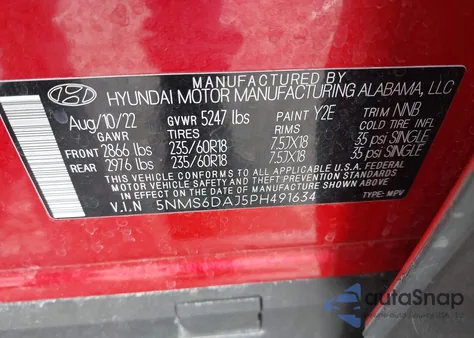 MANUFACTURED BY
HYUNDAI MOTOR MANUFACTURING ALABAMA, LLC
Aug/10/22 GVWR 5247 lbs PAINT Y2E TRIM NNB
GAWR TIRES RIMS COLD TIRE INFL
FRONT 2866 lbs 235/60R18 7.5JX18 35 psi SINGLE
REAR 2976 lbs 235/60R18 7.5JX18 35 psi SINGLE
THIS VEHICLE CONFORMS TO ALL APPLICABLE U.S.A. FEDERAL
MOTOR VEHICLE SAFETY AND THEFT PREVENTION
STANDARDS IN EFFECT ON THE DATE OF MANUFACTURE SHOWN ABOVE.
V.I.N 5NMS6DAJ5PH491634 TYPE: MPV
autoSnap